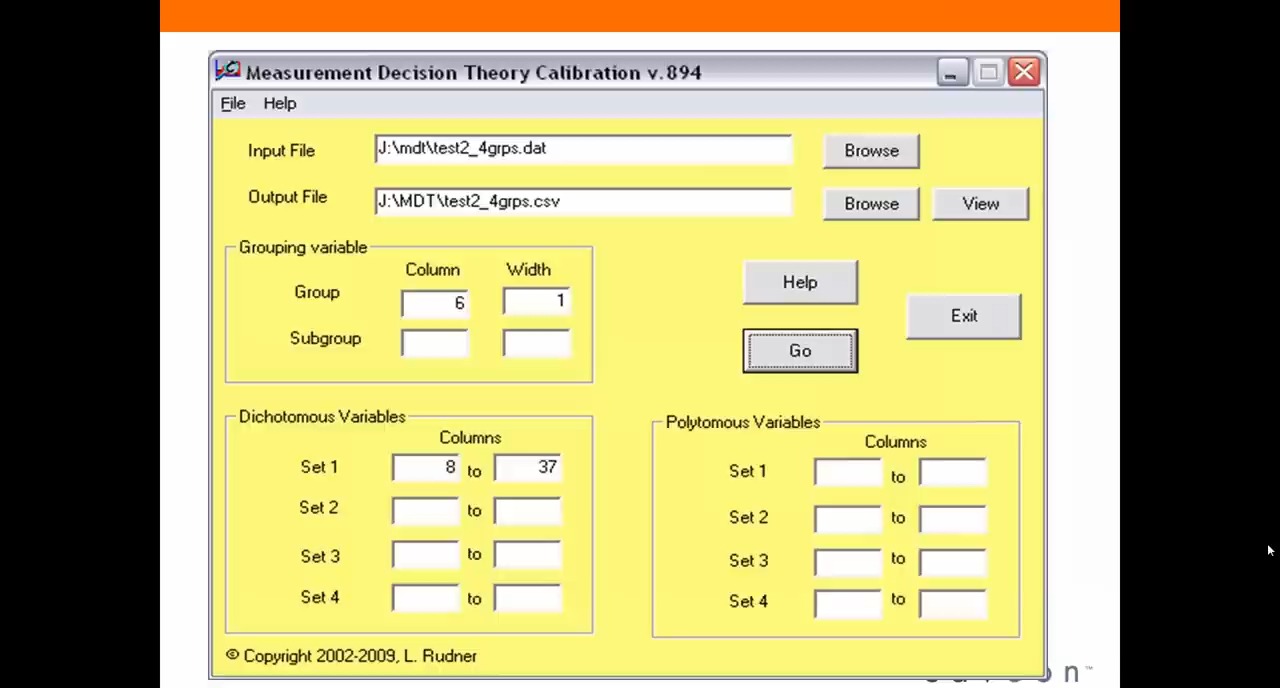 Measurement Decision Theory Calibration v.894
File Help
Input File J:\mdt\test2_4grps.dat Browse
Output File J:\MDT\test2_4grps.csv Browse View
Grouping variable
Column Width
Group 6 1
Subgroup
Help
Exit
Go
Dichotomous Variables
Columns
Set 1 8 to 37
Set 2 to
Set 3 to
Set 4 to
Polytomous Variables
Columns
Set 1 to
Set 2 to
Set 3 to
Set 4 to
© Copyright 2002-2009, L. Rudner